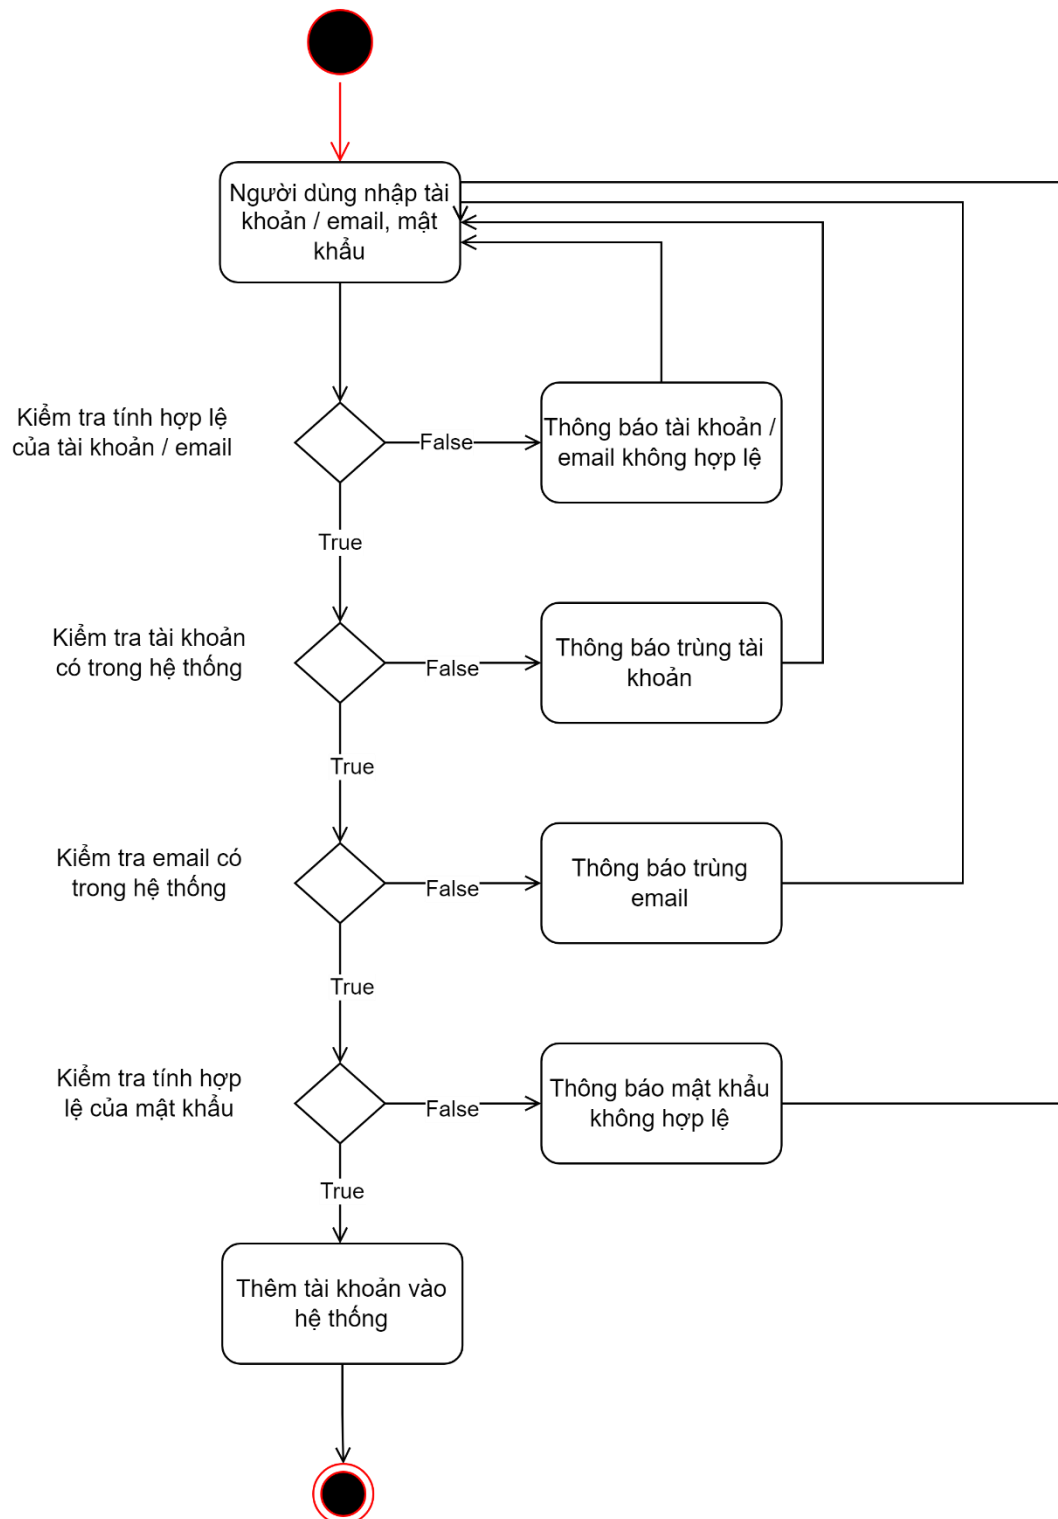 Người dùng nhập tài
khoản / email, mật
khẩu
Kiểm tra tính hợp lệ
của tài khoản / email
False
Thông báo tài khoản /
email không hợp lệ
True
Kiểm tra tài khoản
có trong hệ thống
False
Thông báo trùng tài
khoản
True
Kiểm tra email có
trong hệ thống
False
Thông báo trùng
email
True
Kiểm tra tính hợp
lệ của mật khẩu
False
Thông báo mật khẩu
không hợp lệ
True
Thêm tài khoản vào
hệ thống